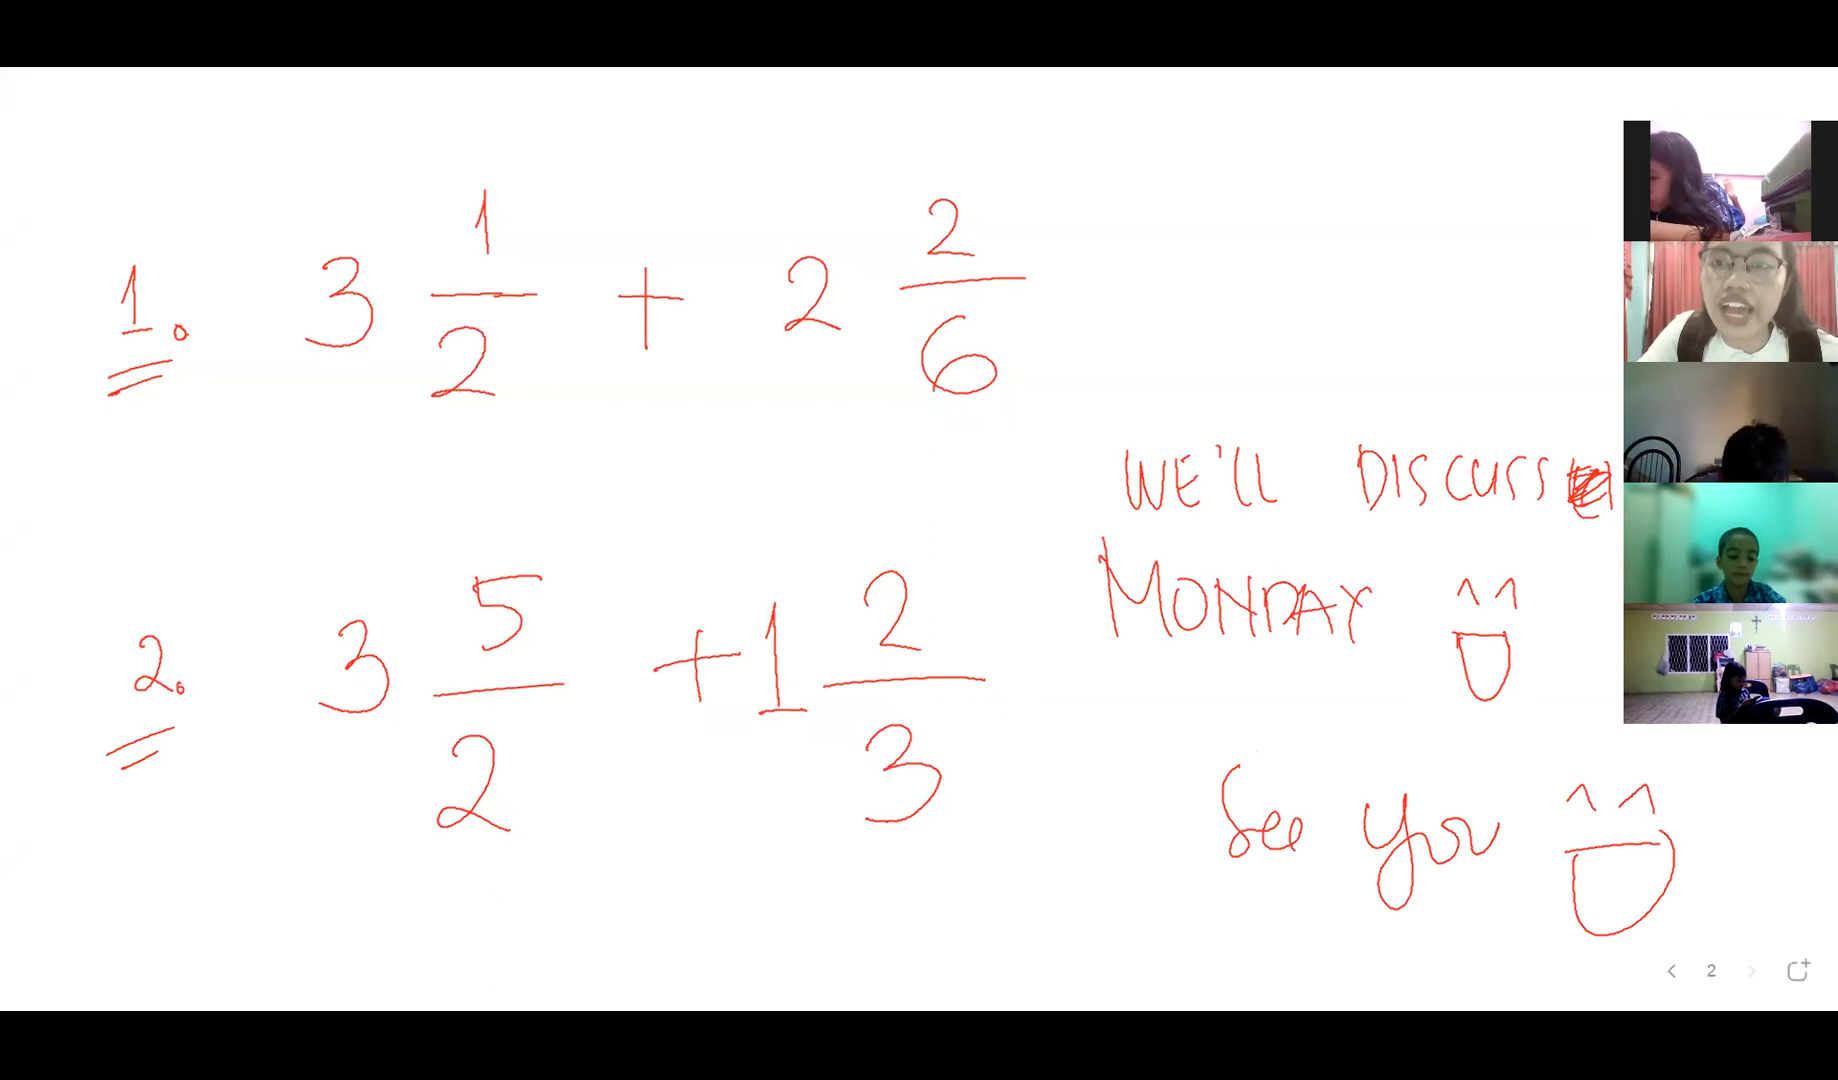 1. 3 1/2 + 2 2/6
WE'LL DISCUSS
MONDAY
2. 3 5/2 + 1 2/3
See you
2